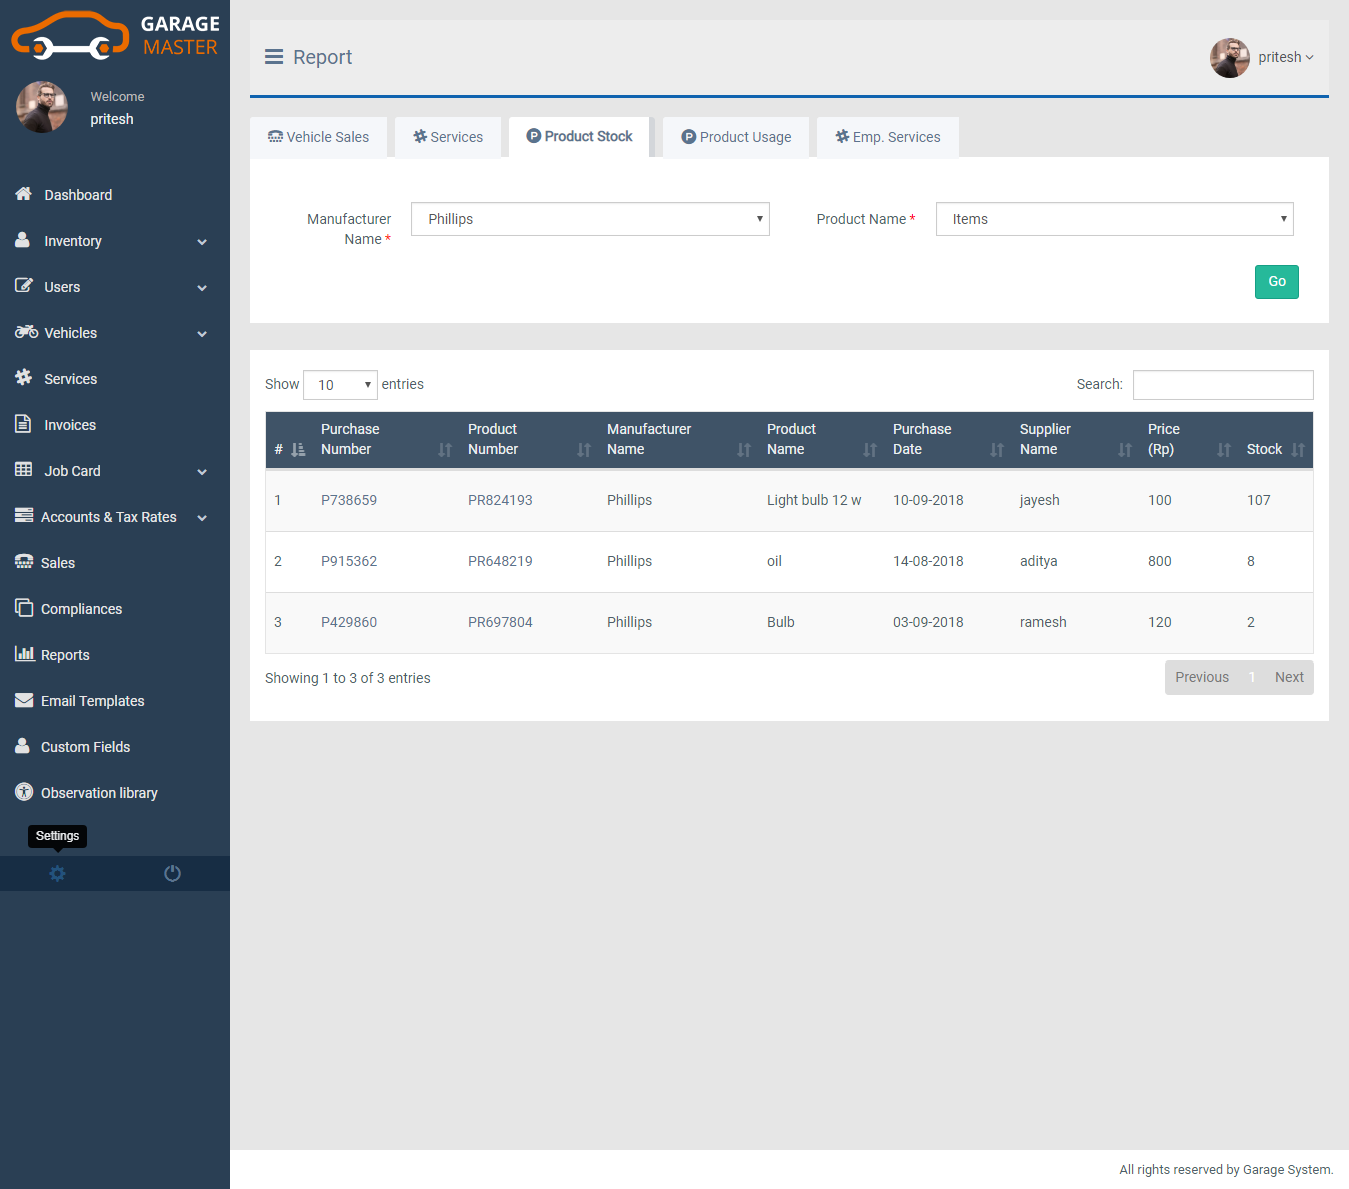 GARAGE
MASTER
Welcome
pritesh
Dashboard
Inventory
Users
Vehicles
Services
Invoices
Job Card
Accounts & Tax Rates
Sales
Compliances
Reports
Email Templates
Custom Fields
Observation library
Settings
Report
pritesh
Vehicle Sales Services Product Stock Product Usage Emp. Services
Manufacturer Name * Phillips Product Name * Items
Go
Show 10 entries Search:
# Purchase Number Product Number Manufacturer Name Product Name Purchase Date Supplier Name Price (Rp) Stock
1 P738659 PR824193 Phillips Light bulb 12 w 10-09-2018 jayesh 100 107
2 P915362 PR648219 Phillips oil 14-08-2018 aditya 800 8
3 P429860 PR697804 Phillips Bulb 03-09-2018 ramesh 120 2
Showing 1 to 3 of 3 entries Previous 1 Next
All rights reserved by Garage System.